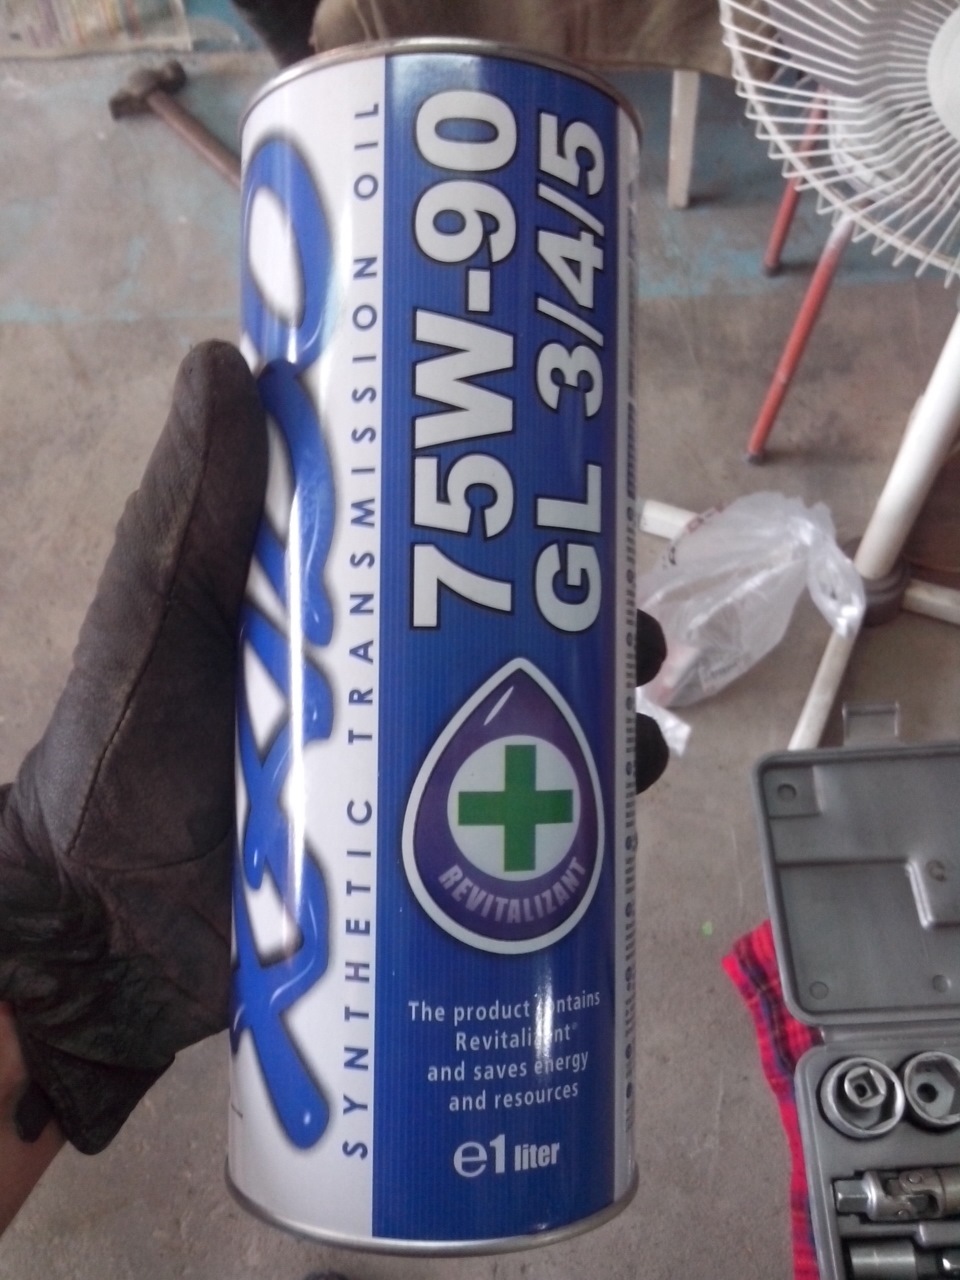 XADO
SYNTHETIC TRANSMISSION OIL
75W-90
GL 3/4/5
REVITALIZANT
The product contains
Revitalizant®
and saves energy
and resources
e1 liter